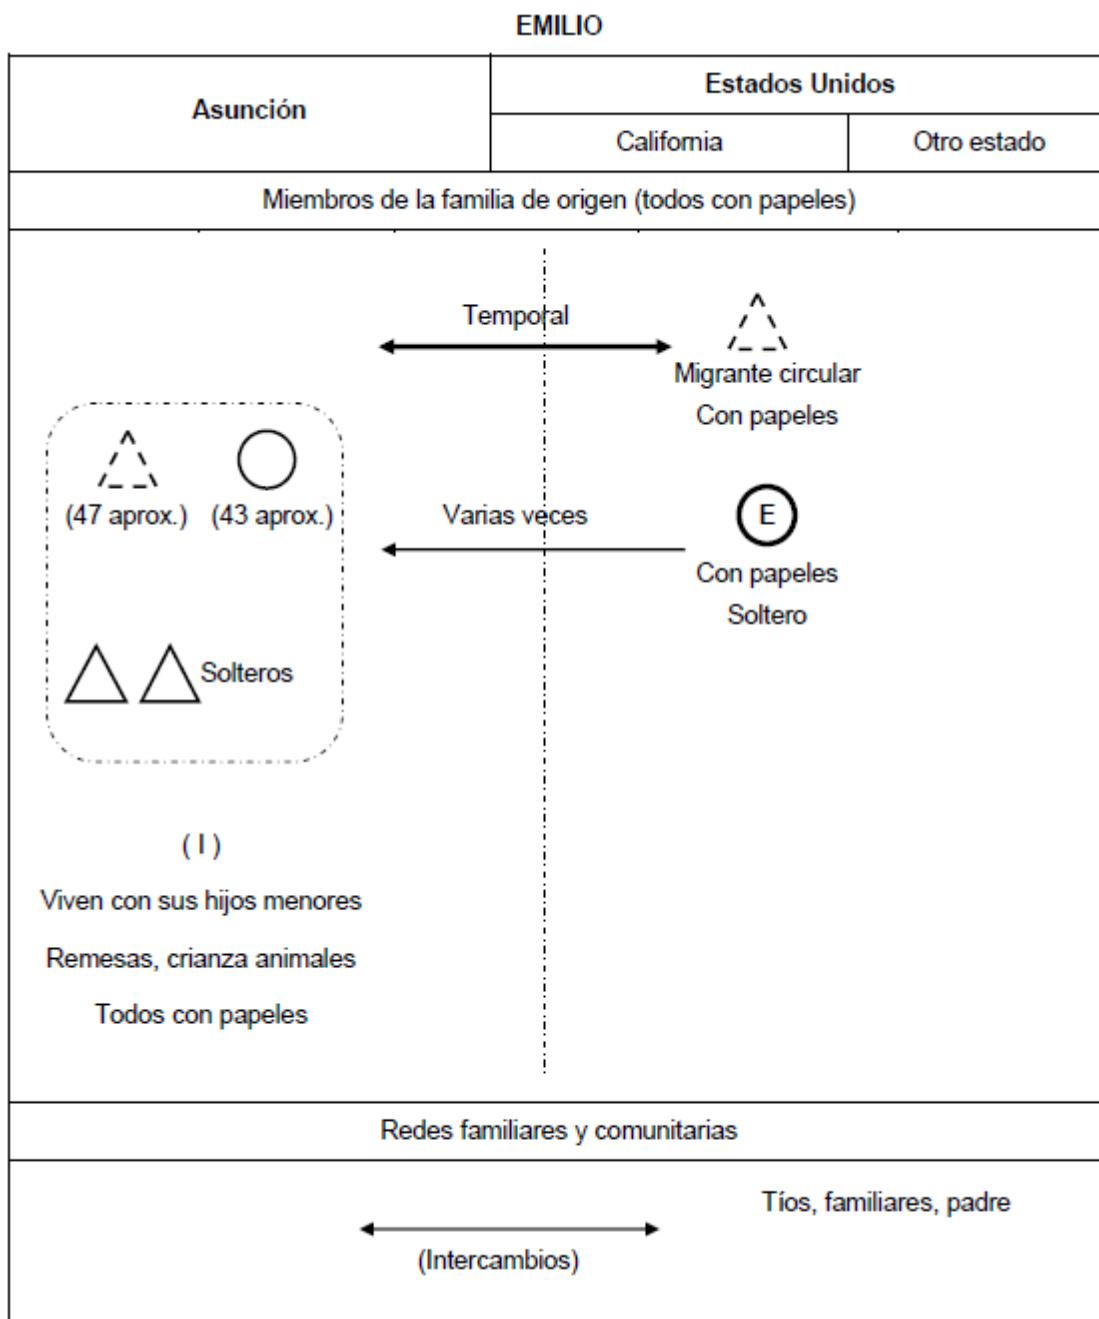 EMILIO
Asunción
Estados Unidos
California
Otro estado
Miembros de la familia de origen (todos con papeles)
Temporal
Migrante circular
Con papeles
(47 aprox.)
(43 aprox.)
Varias veces
E
Con papeles
Soltero
Solteros
( I )
Viven con sus hijos menores
Remesas, crianza animales
Todos con papeles
Redes familiares y comunitarias
Tíos, familiares, padre
(Intercambios)